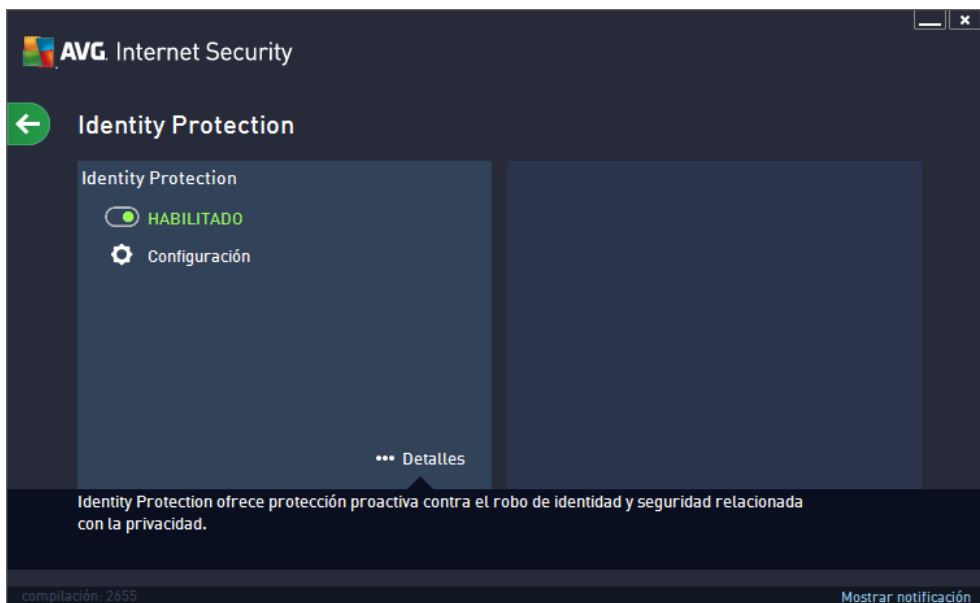 AVG. Internet Security
Identity Protection
Identity Protection
HABILITADO
Configuración
••• Detalles
Identity Protection ofrece protección proactiva contra el robo de identidad y seguridad relacionada
con la privacidad.
compilación: 2655
Mostrar notificación